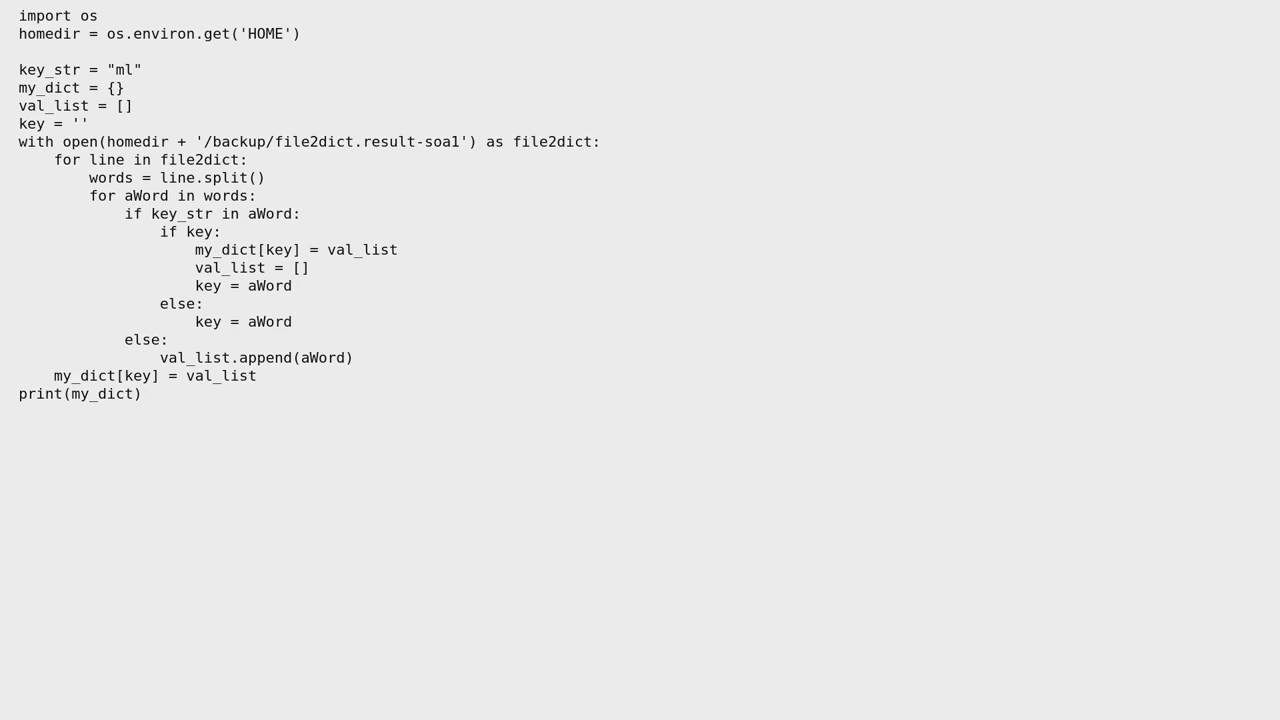 import os
homedir = os.environ.get('HOME')

key_str = "ml"
my_dict = {}
val_list = []
key = ''
with open(homedir + '/backup/file2dict.result-soa1') as file2dict:
    for line in file2dict:
        words = line.split()
        for aWord in words:
            if key_str in aWord:
                if key:
                    my_dict[key] = val_list
                    val_list = []
                    key = aWord
                else:
                    key = aWord
            else:
                val_list.append(aWord)
    my_dict[key] = val_list
print(my_dict)